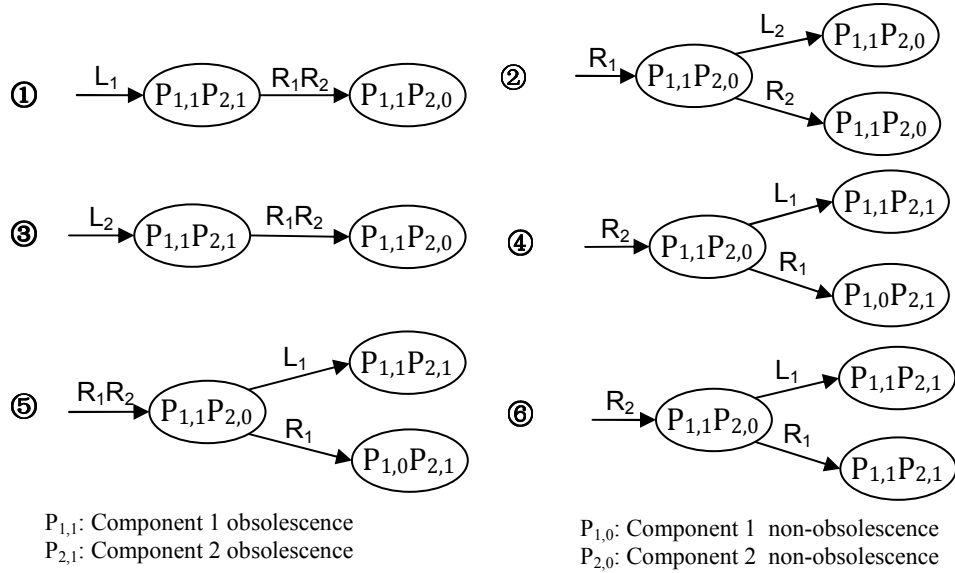 ① L₁ P₁,₁P₂,₁ R₁R₂ P₁,₁P₂,₀
② R₁ P₁,₁P₂,₀ L₂ P₁,₁P₂,₀
R₂ P₁,₁P₂,₀
③ L₂ P₁,₁P₂,₁ R₁R₂ P₁,₁P₂,₀
④ R₂ P₁,₁P₂,₀ L₁ P₁,₁P₂,₁
R₁ P₁,₀P₂,₁
⑤ R₁R₂ P₁,₁P₂,₀ L₁ P₁,₁P₂,₁
R₁ P₁,₀P₂,₁
⑥ R₂ P₁,₁P₂,₀ L₁ P₁,₁P₂,₁
R₁ P₁,₁P₂,₁
P₁,₁: Component 1 obsolescence
P₂,₁: Component 2 obsolescence
P₁,₀: Component 1 non-obsolescence
P₂,₀: Component 2 non-obsolescence